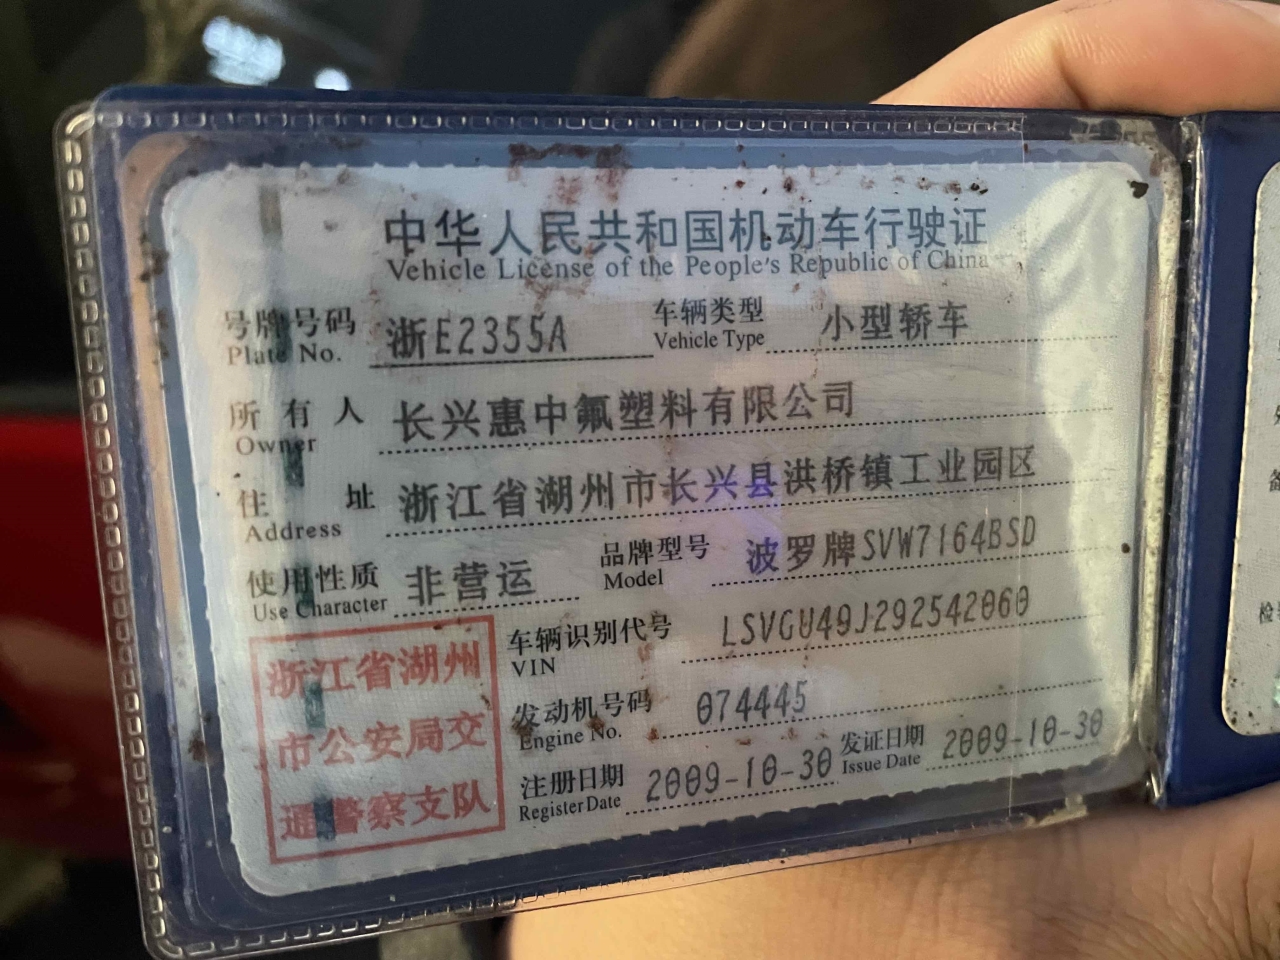 中华人民共和国机动车行驶证
Vehicle License of the People's Republic of China
号牌号码 浙E2355A 车辆类型 小型轿车
Plate No. Vehicle Type
所有人 长兴惠中氟塑料有限公司
Owner
住址 浙江省湖州市长兴县洪桥镇工业园区
Address
使用性质 非营运 品牌型号 波罗牌SVW7164BSD
Use Character Model
车辆识别代号 LSVGU49J292542060
VIN
发动机号码 074445
Engine No.
注册日期 2009-10-30 发证日期 2009-10-30
Register Date Issue Date
浙江省湖州
市公安局交
通警察支队